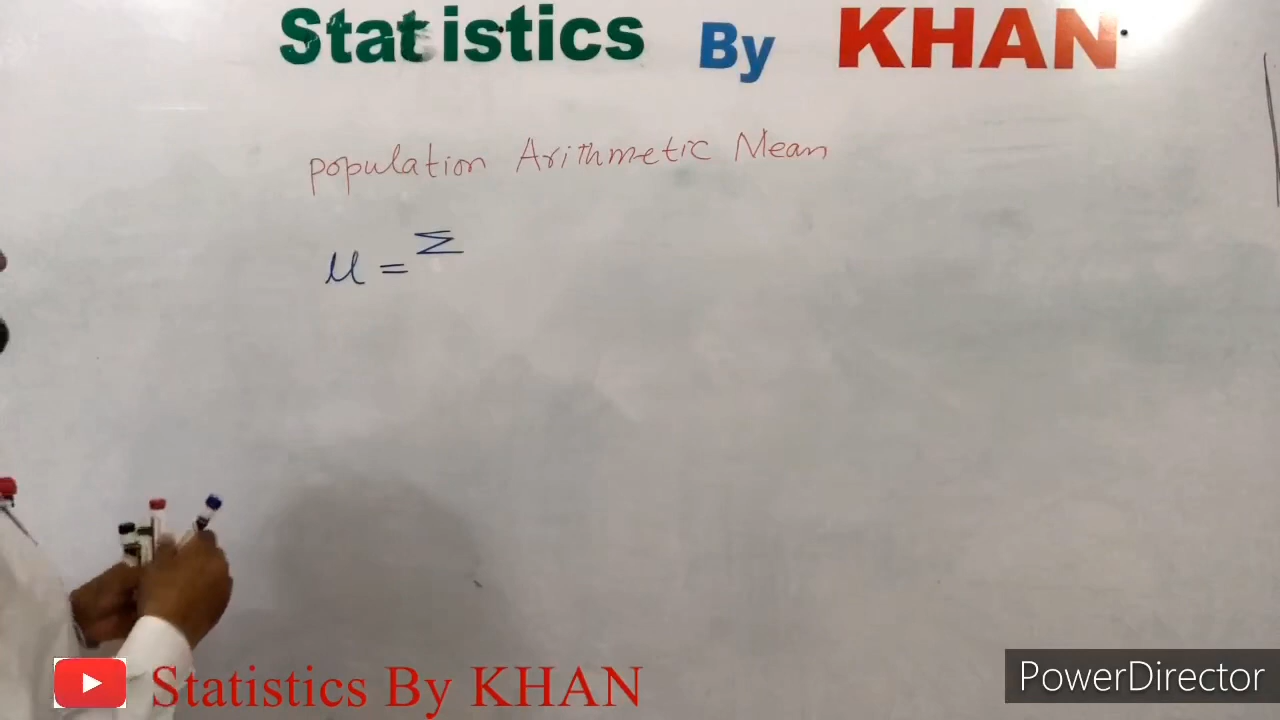 Statistics By KHAN
Population Arithmetic Mean
μ = Σ
Statistics By KHAN
PowerDirector